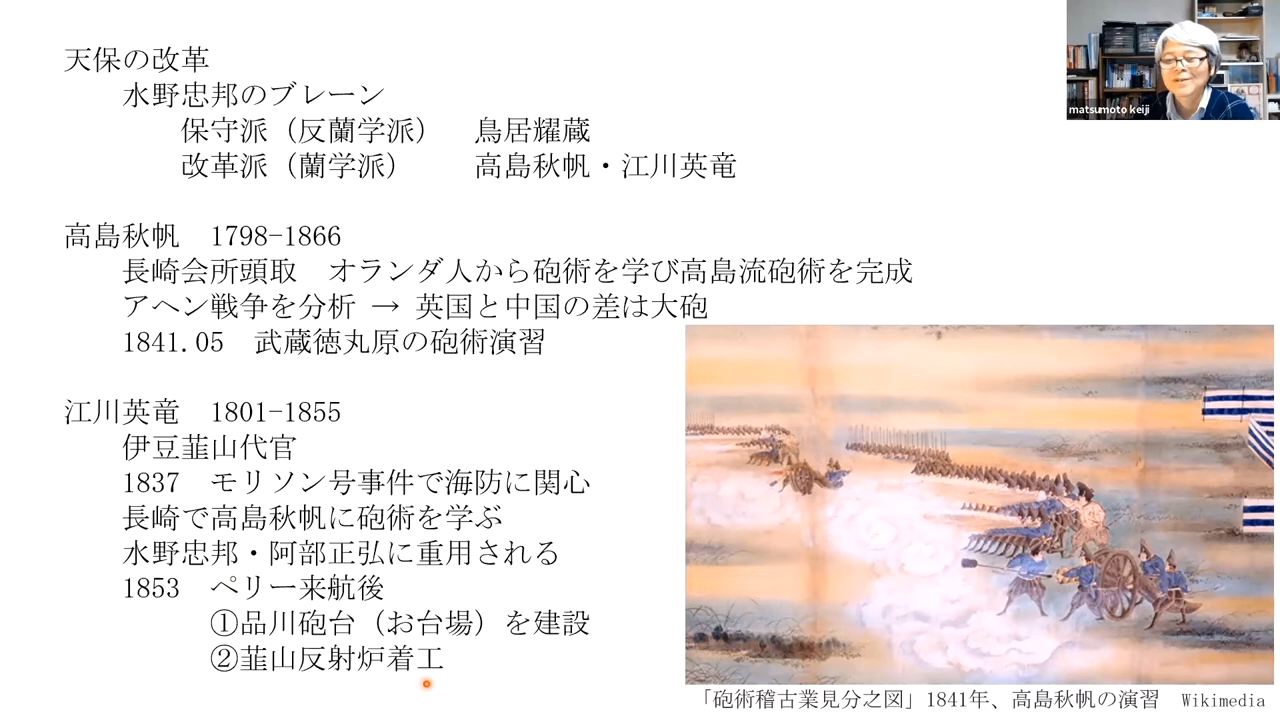 天保の改革
水野忠邦のブレーン
保守派（反蘭学派）　鳥居耀蔵
改革派（蘭学派）　高島秋帆・江川英竜
高島秋帆　1798-1866
長崎会所頭取　オランダ人から砲術を学び高島流砲術を完成
アヘン戦争を分析 → 英国と中国の差は大砲
1841.05　武蔵徳丸原の砲術演習
江川英竜　1801-1855
伊豆韮山代官
1837　モリソン号事件で海防に関心
長崎で高島秋帆に砲術を学ぶ
水野忠邦・阿部正弘に重用される
1853　ペリー来航後
①品川砲台（お台場）を建設
②韮山反射炉着工
「砲術稽古業見分之図」1841年、高島秋帆の演習　Wikimedia
matsumoto keiji